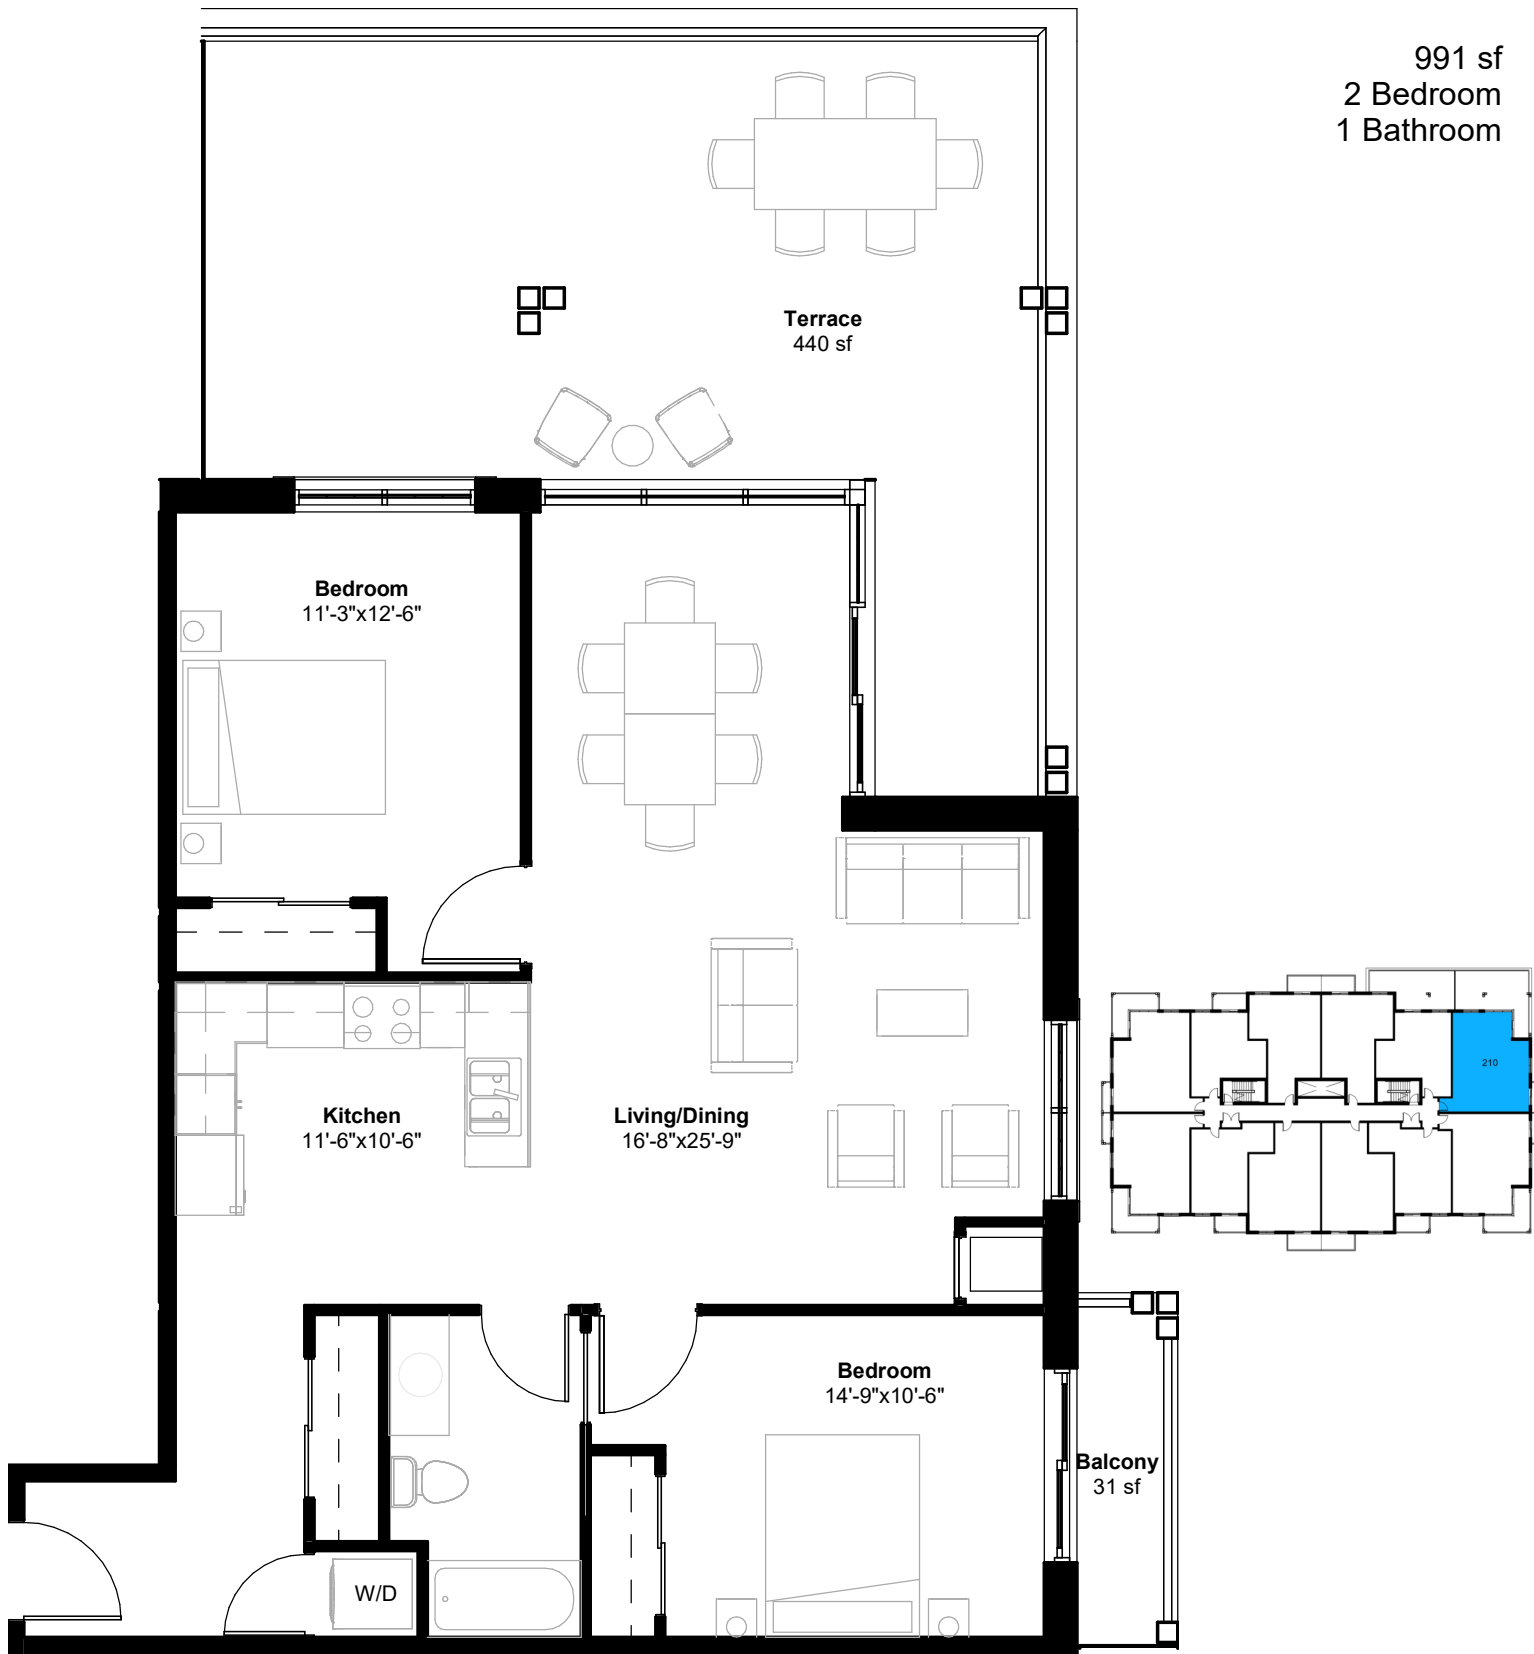 991 sf
2 Bedroom
1 Bathroom
Terrace
440 sf
Bedroom
11'-3"x12'-6"
Kitchen
11'-6"x10'-6"
Living/Dining
16'-8"x25'-9"
210
Bedroom
14'-9"x10'-6"
Balcony
31 sf
W/D